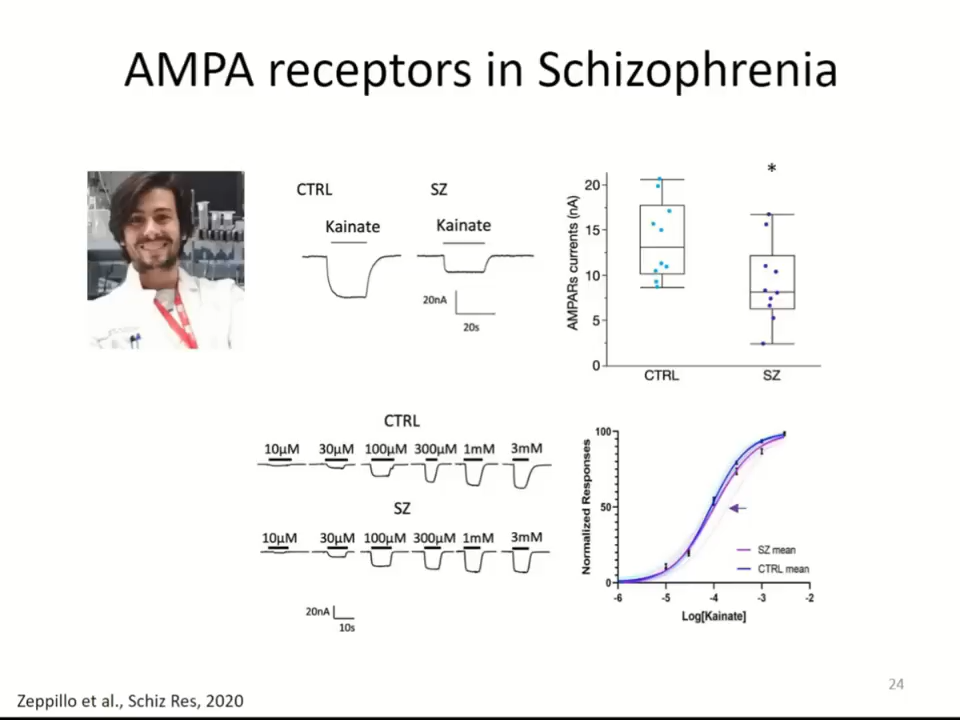 AMPA receptors in Schizophrenia
CTRL
SZ
Kainate
Kainate
20nA
20s
*
AMPARs currents (nA)
20
15
10
5
0
CTRL
SZ
CTRL
10µM 30µM 100µM 300µM 1mM 3mM
SZ
10µM 30µM 100µM 300µM 1mM 3mM
20nA
10s
Normalized Responses
100
50
0
SZ mean
CTRL mean
-6 -5 -4 -3 -2
Log[Kainate]
24
Zeppillo et al., Schiz Res, 2020